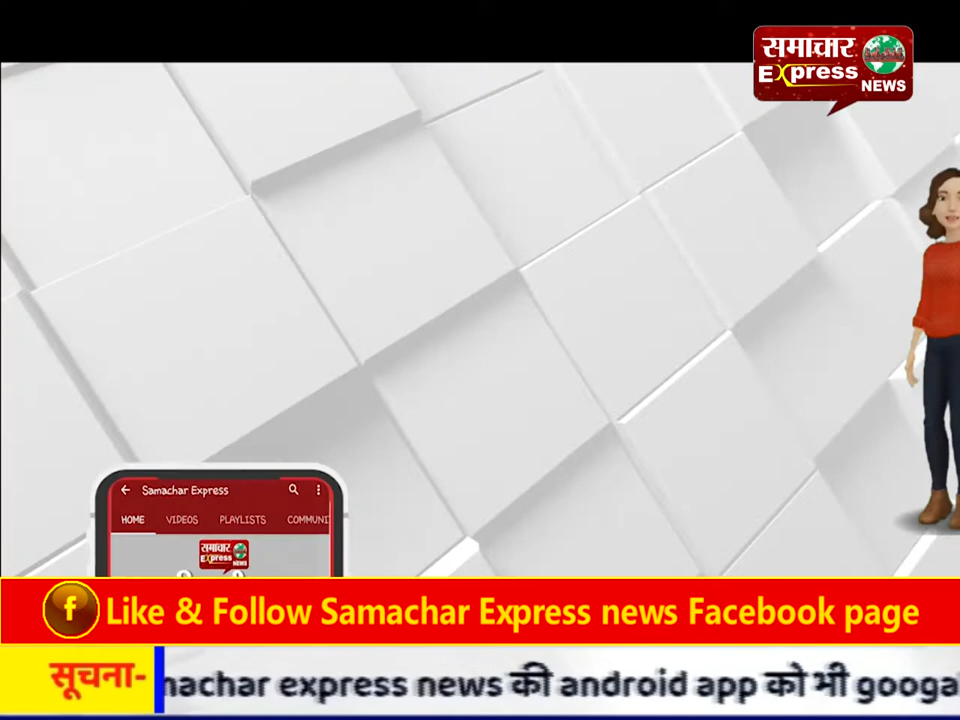 समाचार
Express
NEWS
Samachar Express
HOME VIDEOS PLAYLISTS COMMUNI
समाचार
Express
NEWS
f Like & Follow Samachar Express news Facebook page
सूचना- machar express news की android app को भी googa